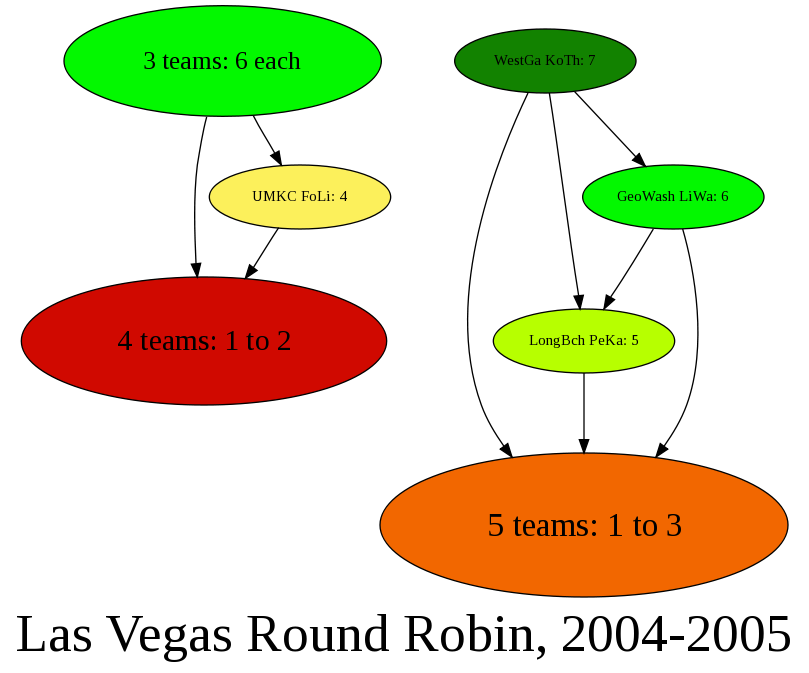 3 teams: 6 each
WestGa KoTh: 7
UMKC FoLi: 4
GeoWash LiWa: 6
4 teams: 1 to 2
LongBch PeKa: 5
5 teams: 1 to 3
Las Vegas Round Robin, 2004-2005